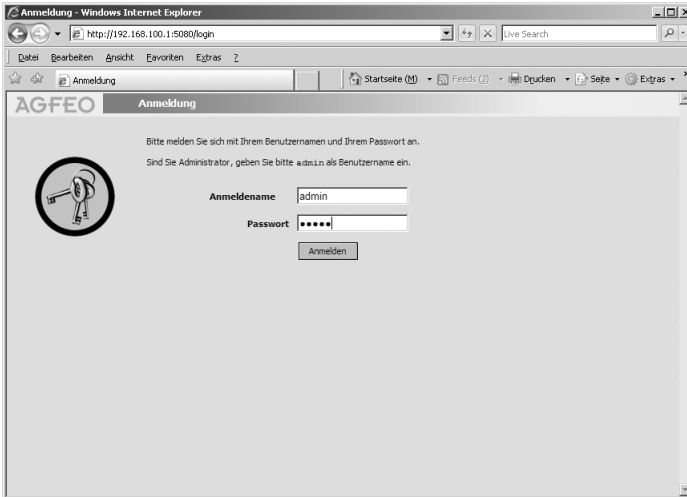 Anmeldung - Windows Internet Explorer
http://192.168.100.1:5080/login
Live Search
Datei Bearbeiten Ansicht Favoriten Extras ?
Anmeldung
Startseite (M) Feeds (J) Drucken Seite Extras
AGFEO Anmeldung
Bitte melden Sie sich mit Ihrem Benutzernamen und Ihrem Passwort an.
Sind Sie Administrator, geben Sie bitte admin als Benutzername ein.
Anmeldename admin
Passwort •••••
Anmelden